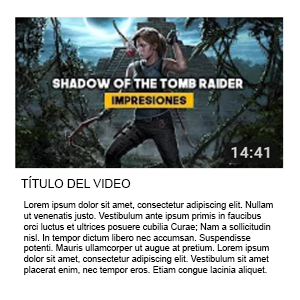 SHADOW OF THE TOMB RAIDER
IMPRESIONES
14:41
TÍTULO DEL VIDEO
Lorem ipsum dolor sit amet, consectetur adipiscing elit. Nullam
ut venenatis justo. Vestibulum ante ipsum primis in faucibus
orci luctus et ultrices posuere cubilia Curae; Nam a sollicitudin
nisl. In tempor dictum libero nec accumsan. Suspendisse
potenti. Mauris ullamcorper ut augue at pretium. Lorem ipsum
dolor sit amet, consectetur adipiscing elit. Vestibulum sit amet
placerat enim, nec tempor eros. Etiam congue lacinia aliquet.